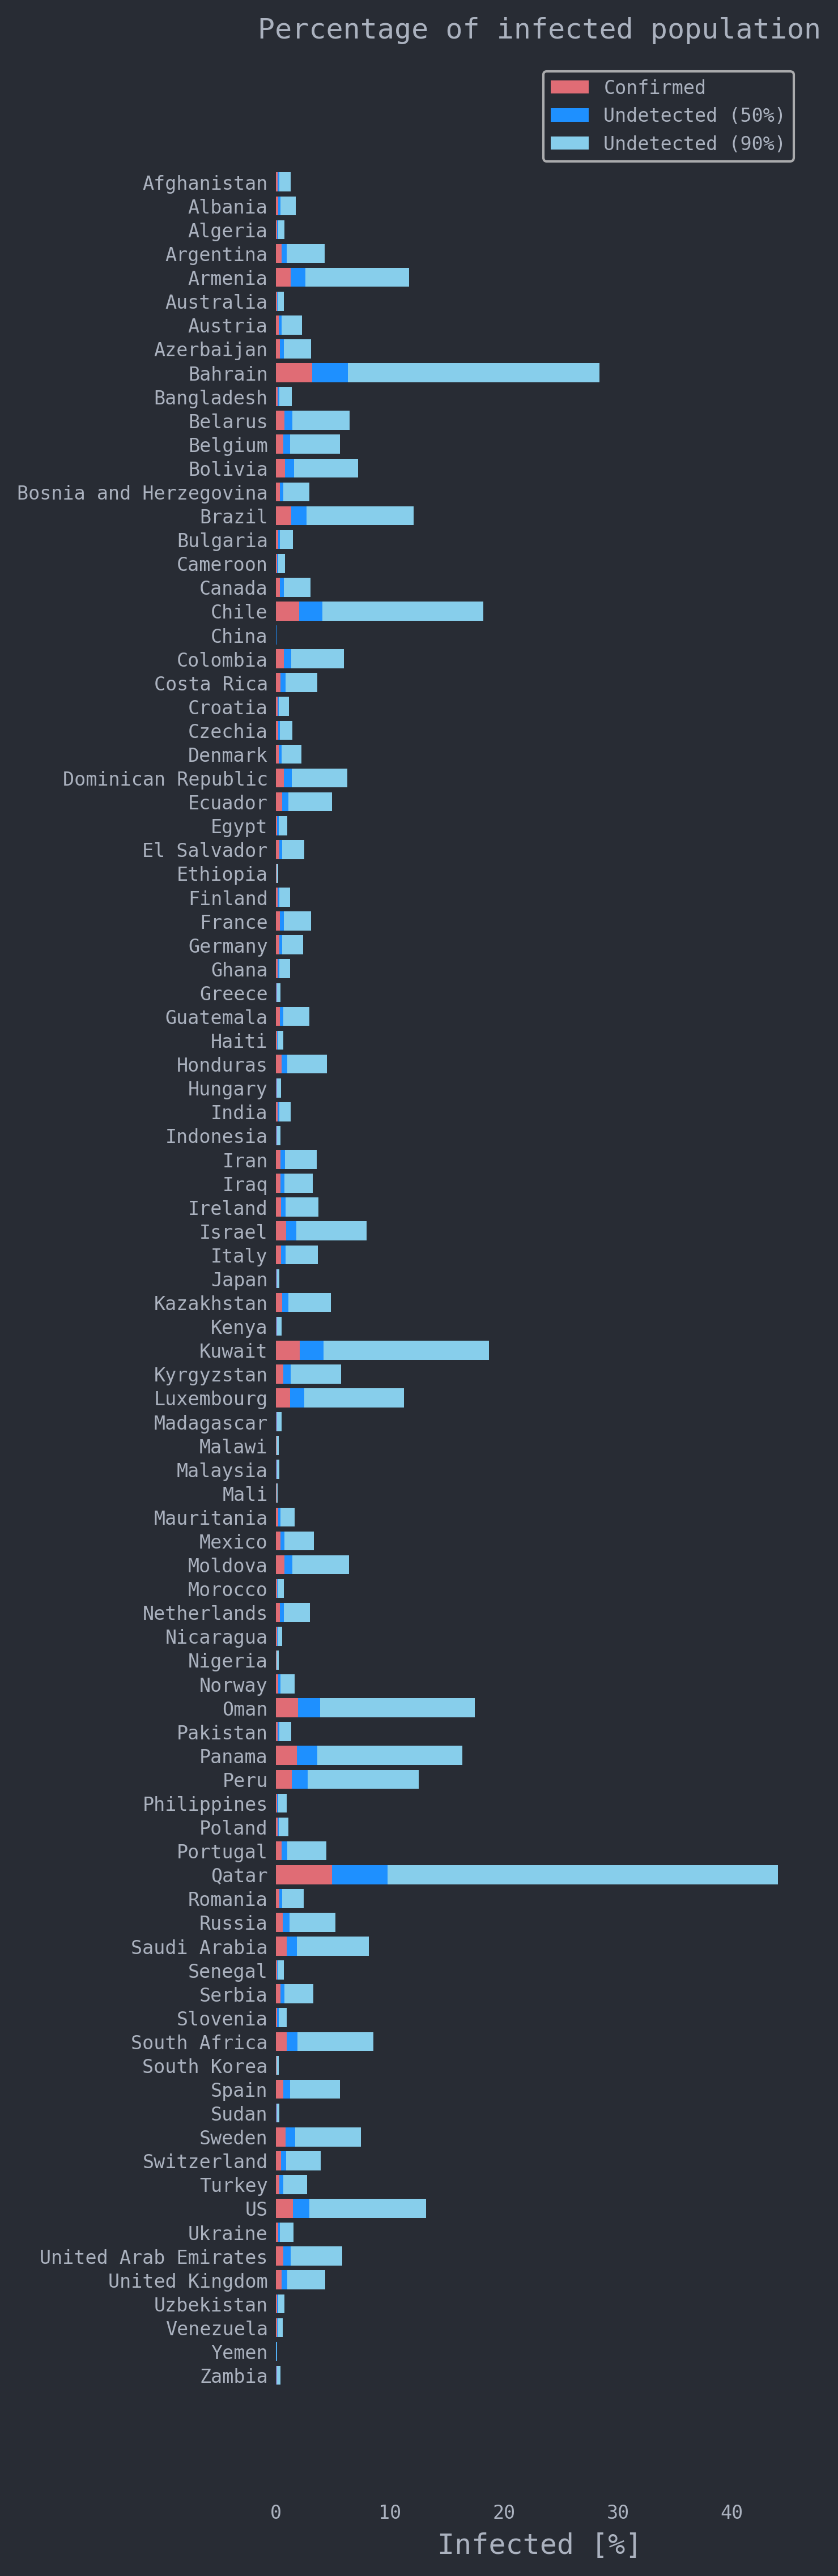 Percentage of infected population
Confirmed
Undetected (50%)
Undetected (90%)
Afghanistan
Albania
Algeria
Argentina
Armenia
Australia
Austria
Azerbaijan
Bahrain
Bangladesh
Belarus
Belgium
Bolivia
Bosnia and Herzegovina
Brazil
Bulgaria
Cameroon
Canada
Chile
China
Colombia
Costa Rica
Croatia
Czechia
Denmark
Dominican Republic
Ecuador
Egypt
El Salvador
Ethiopia
Finland
France
Germany
Ghana
Greece
Guatemala
Haiti
Honduras
Hungary
India
Indonesia
Iran
Iraq
Ireland
Israel
Italy
Japan
Kazakhstan
Kenya
Kuwait
Kyrgyzstan
Luxembourg
Madagascar
Malawi
Malaysia
Mali
Mauritania
Mexico
Moldova
Morocco
Netherlands
Nicaragua
Nigeria
Norway
Oman
Pakistan
Panama
Peru
Philippines
Poland
Portugal
Qatar
Romania
Russia
Saudi Arabia
Senegal
Serbia
Slovenia
South Africa
South Korea
Spain
Sudan
Sweden
Switzerland
Turkey
US
Ukraine
United Arab Emirates
United Kingdom
Uzbekistan
Venezuela
Yemen
Zambia
0 10 20 30 40
Infected [%]